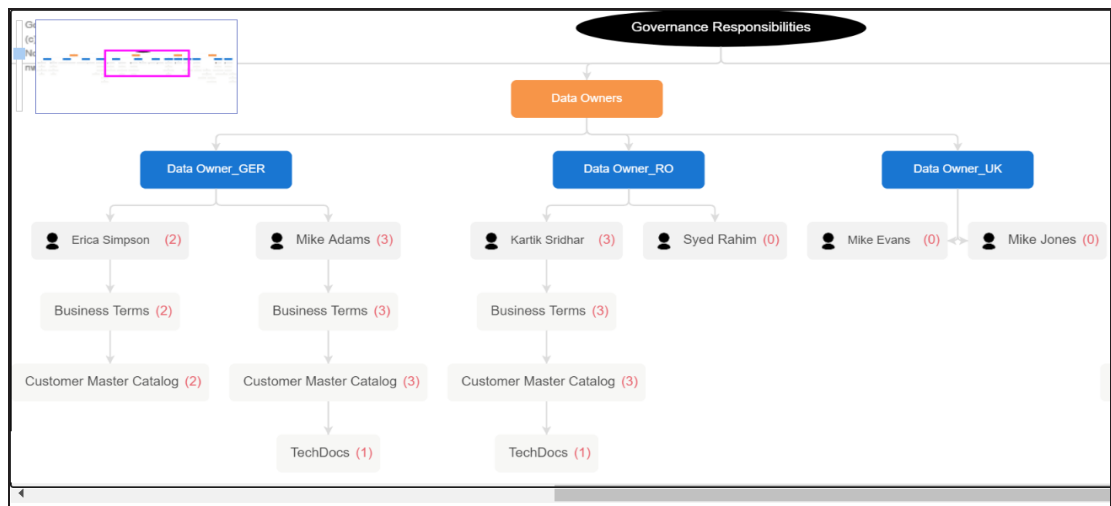 Governance Responsibilities
Data Owners
Data Owner_GER
Data Owner_RO
Data Owner_UK
Erica Simpson (2)
Mike Adams (3)
Kartik Sridhar (3)
Syed Rahim (0)
Mike Evans (0)
Mike Jones (0)
Business Terms (2)
Business Terms (3)
Business Terms (3)
Customer Master Catalog (2)
Customer Master Catalog (3)
Customer Master Catalog (3)
TechDocs (1)
TechDocs (1)